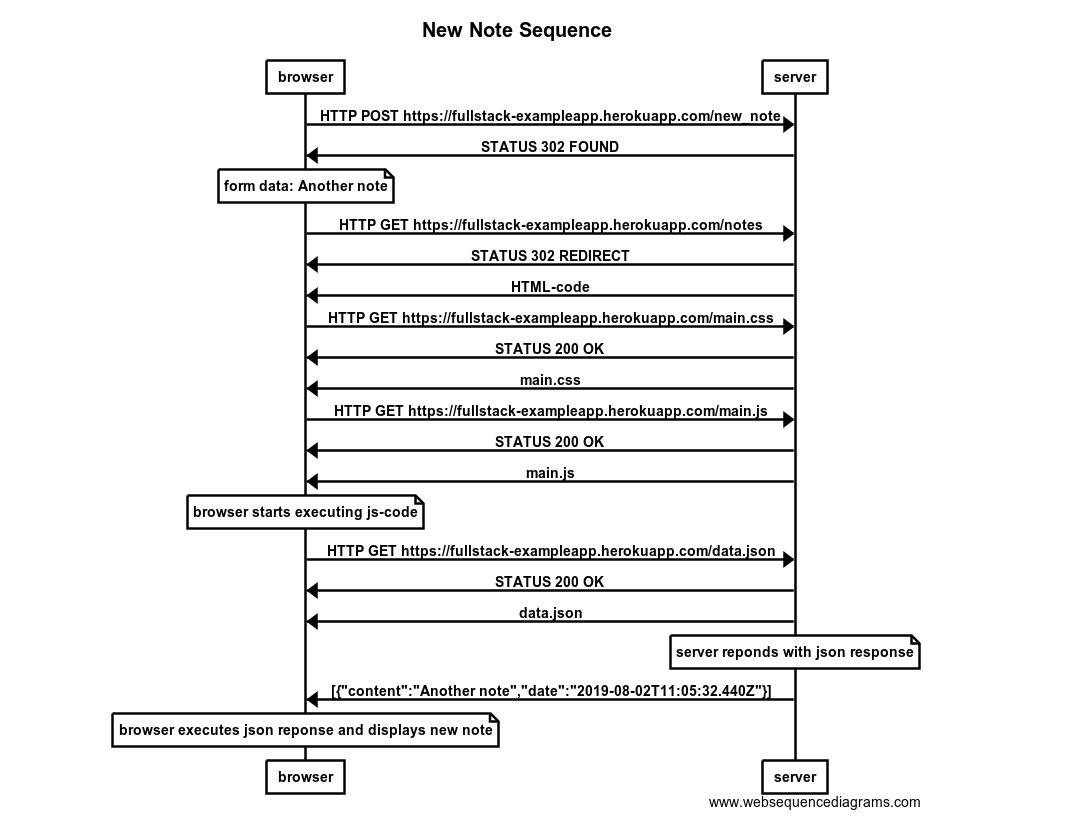 New Note Sequence
browser
server
HTTP POST https://fullstack-exampleapp.herokuapp.com/new_note
STATUS 302 FOUND
form data: Another note
HTTP GET https://fullstack-exampleapp.herokuapp.com/notes
STATUS 302 REDIRECT
HTML-code
HTTP GET https://fullstack-exampleapp.herokuapp.com/main.css
STATUS 200 OK
main.css
HTTP GET https://fullstack-exampleapp.herokuapp.com/main.js
STATUS 200 OK
main.js
browser starts executing js-code
HTTP GET https://fullstack-exampleapp.herokuapp.com/data.json
STATUS 200 OK
data.json
server reponds with json response
[{"content":"Another note","date":"2019-08-02T11:05:32.440Z"}]
browser executes json reponse and displays new note
browser
server
www.websequencediagrams.com